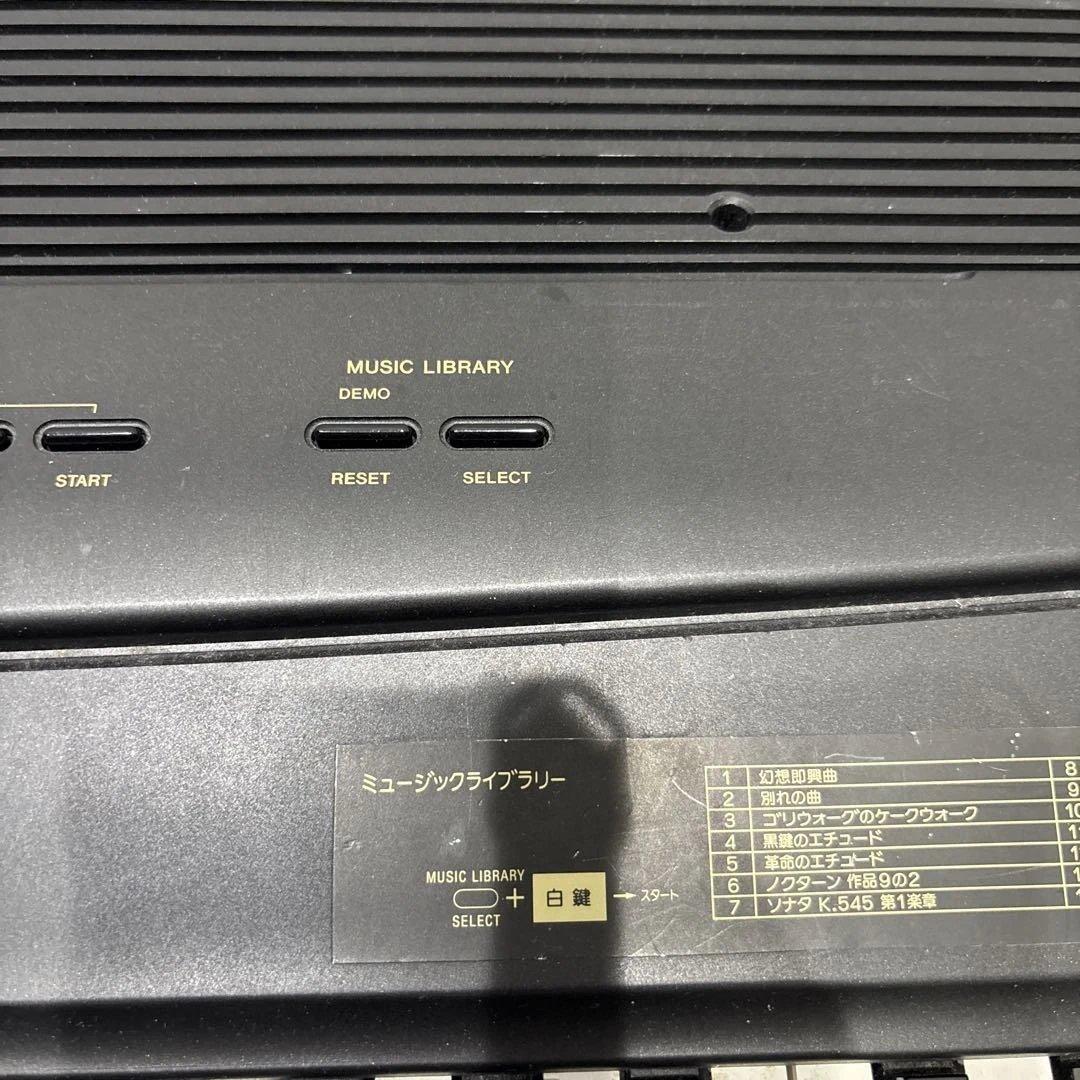 MUSIC LIBRARY
DEMO
START
RESET
SELECT
ミュージックライブラリー
MUSIC LIBRARY
SELECT
+
白鍵
→スタート
1 幻想即興曲 8
2 別れの曲 9
3 ゴリウォーグのケークウォーク 10
4 黒鍵のエチュード
5 革命のエチュード
6 ノクターン 作品9の2
7 ソナタ K.545 第1楽章